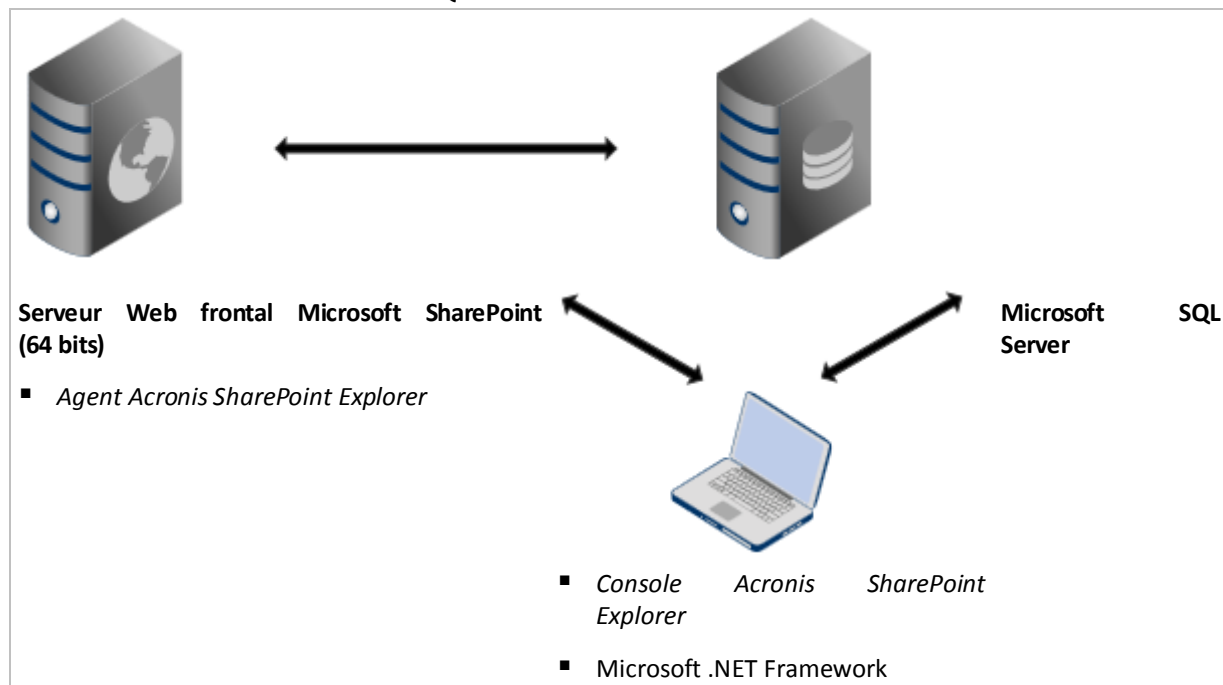 Serveur Web frontal Microsoft SharePoint
(64 bits)
▪ Agent Acronis SharePoint Explorer
Microsoft SQL
Server
▪ Console Acronis SharePoint
Explorer
▪ Microsoft .NET Framework